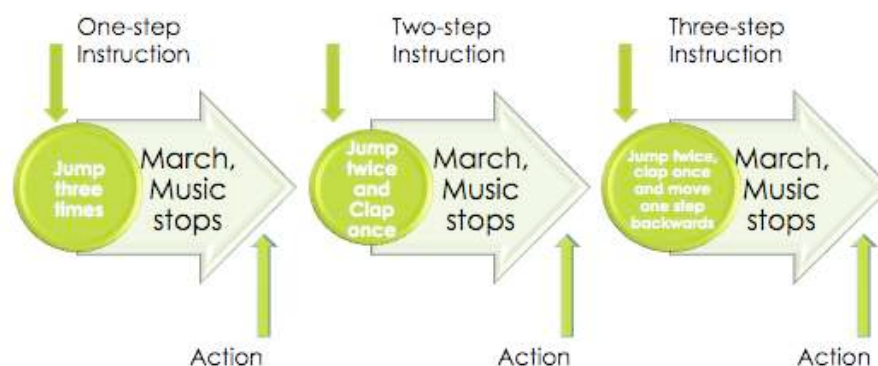 One-step
Instruction
Two-step
Instruction
Three-step
Instruction
Jump
three
times
March,
Music
stops
Jump
twice
and
Clap
once
March,
Music
stops
Jump twice,
clap once
and move
one step
backwards
March,
Music
stops
Action
Action
Action